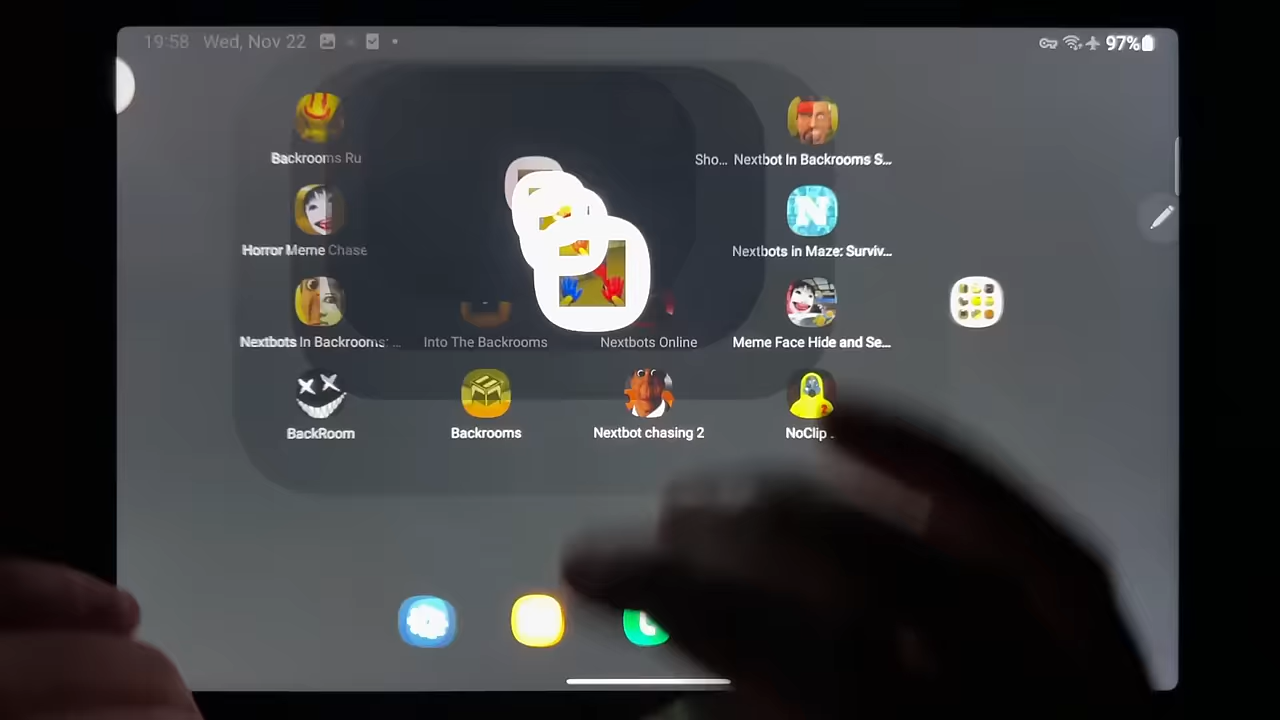 19:58 Wed, Nov 22
97%
Backrooms Ru
Sho... Nextbot In Backrooms S...
Horror Meme Chase
Nextbots in Maze: Surviv...
Nextbots In Backrooms: ...
Into The Backrooms
Nextbots Online
Meme Face Hide and Se...
BackRoom
Backrooms
Nextbot chasing 2
NoClip
N
2